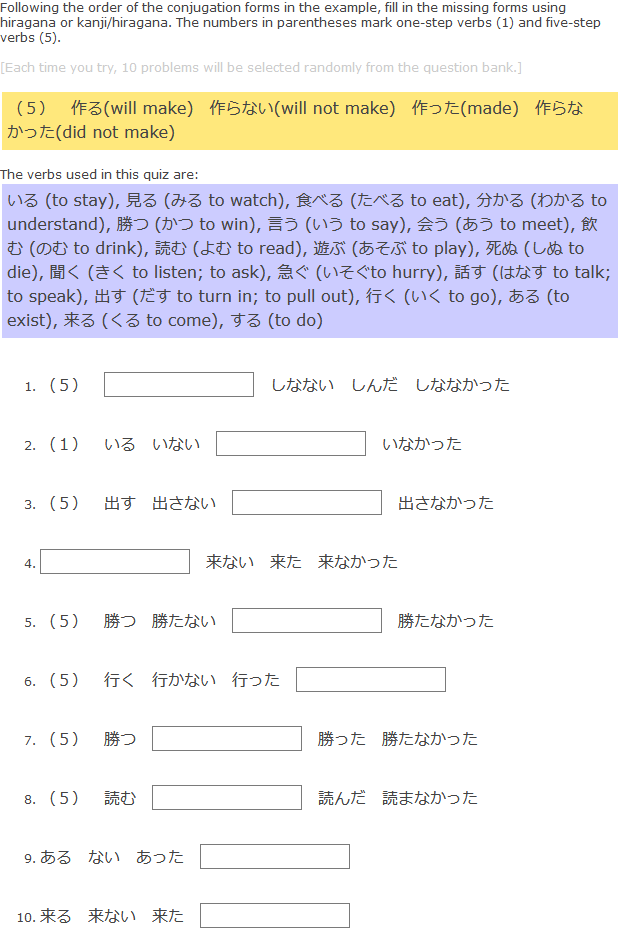 Following the order of the conjugation forms in the example, fill in the missing forms using
hiragana or kanji/hiragana. The numbers in parentheses mark one-step verbs (1) and five-step
verbs (5).
[Each time you try, 10 problems will be selected randomly from the question bank.]
（５） 作る(will make) 作らない(will not make) 作った(made) 作らな
かった(did not make)
The verbs used in this quiz are:
いる (to stay), 見る (みる to watch), 食べる (たべる to eat), 分かる (わかる to
understand), 勝つ (かつ to win), 言う (いう to say), 会う (あう to meet), 飲
む (のむ to drink), 読む (よむ to read), 遊ぶ (あそぶ to play), 死ぬ (しぬ to
die), 聞く (きく to listen; to ask), 急ぐ (いそぐto hurry), 話す (はなす to talk;
to speak), 出す (だす to turn in; to pull out), 行く (いく to go), ある (to
exist), 来る (くる to come), する (to do)
1. （５） しなない しんだ しななかった
2. （１） いる いない いなかった
3. （５） 出す 出さない 出さなかった
4. 来ない 来た 来なかった
5. （５） 勝つ 勝たない 勝たなかった
6. （５） 行く 行かない 行った
7. （５） 勝つ 勝った 勝たなかった
8. （５） 読む 読んだ 読まなかった
9. ある ない あった
10. 来る 来ない 来た